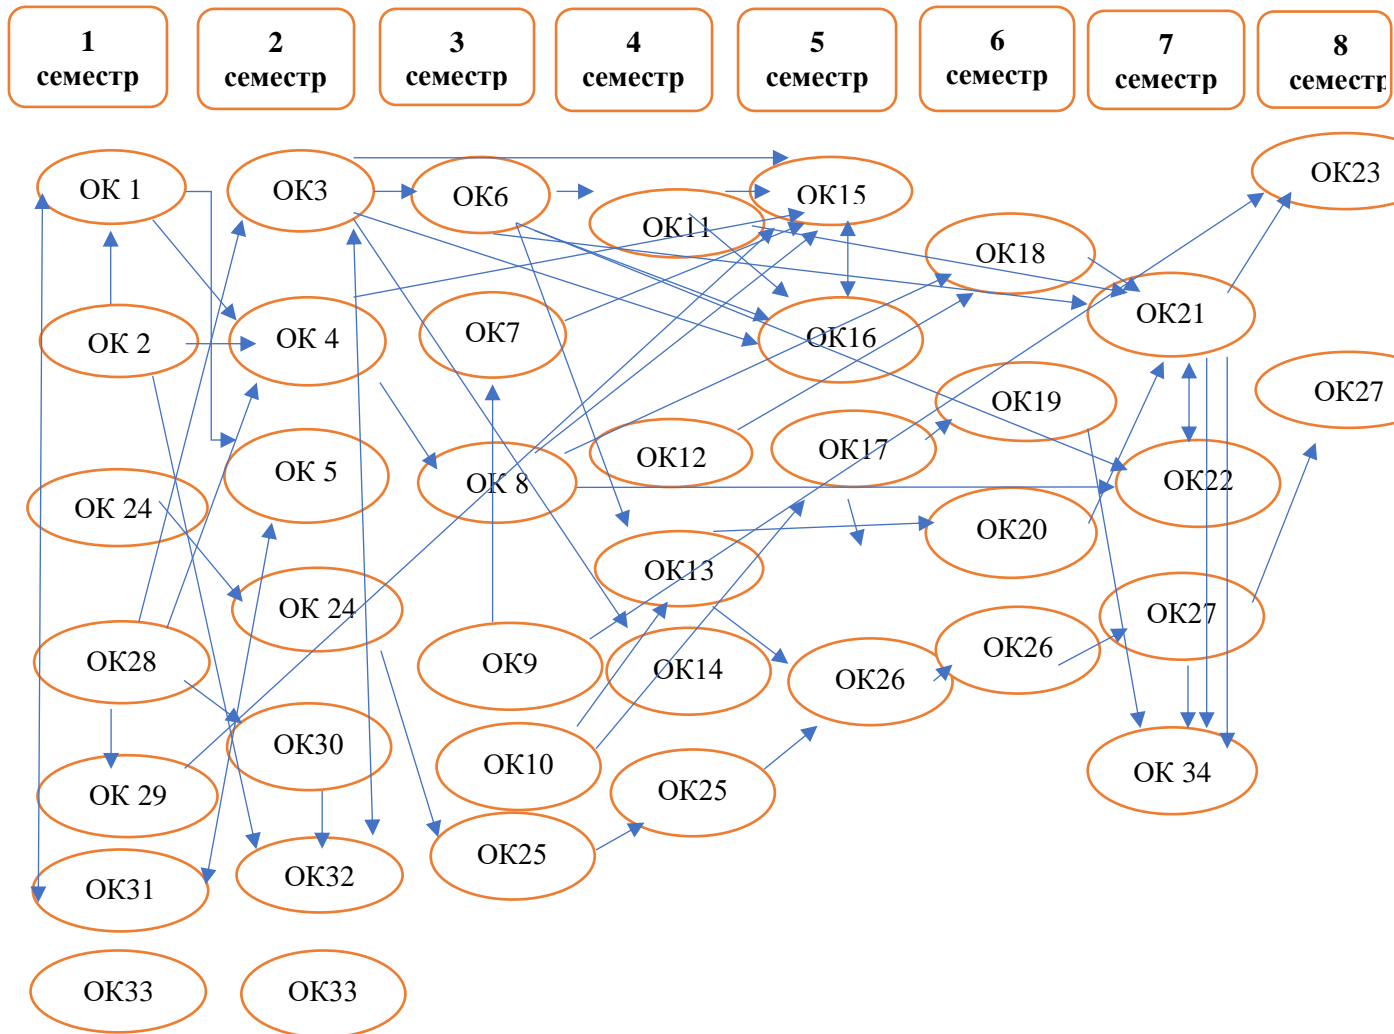 1
семестр
2
семестр
3
семестр
4
семестр
5
семестр
6
семестр
7
семестр
8
семестр
ОК 1
ОК 2
ОК 24
ОК28
ОК 29
ОК31
ОК33
ОК3
ОК 4
ОК 5
ОК 24
ОК30
ОК32
ОК33
ОК6
ОК7
ОК 8
ОК9
ОК10
ОК25
ОК11
ОК12
ОК13
ОК14
ОК25
ОК15
ОК16
ОК17
ОК26
ОК18
ОК19
ОК20
ОК26
ОК21
ОК22
ОК27
ОК 34
ОК23
ОК27